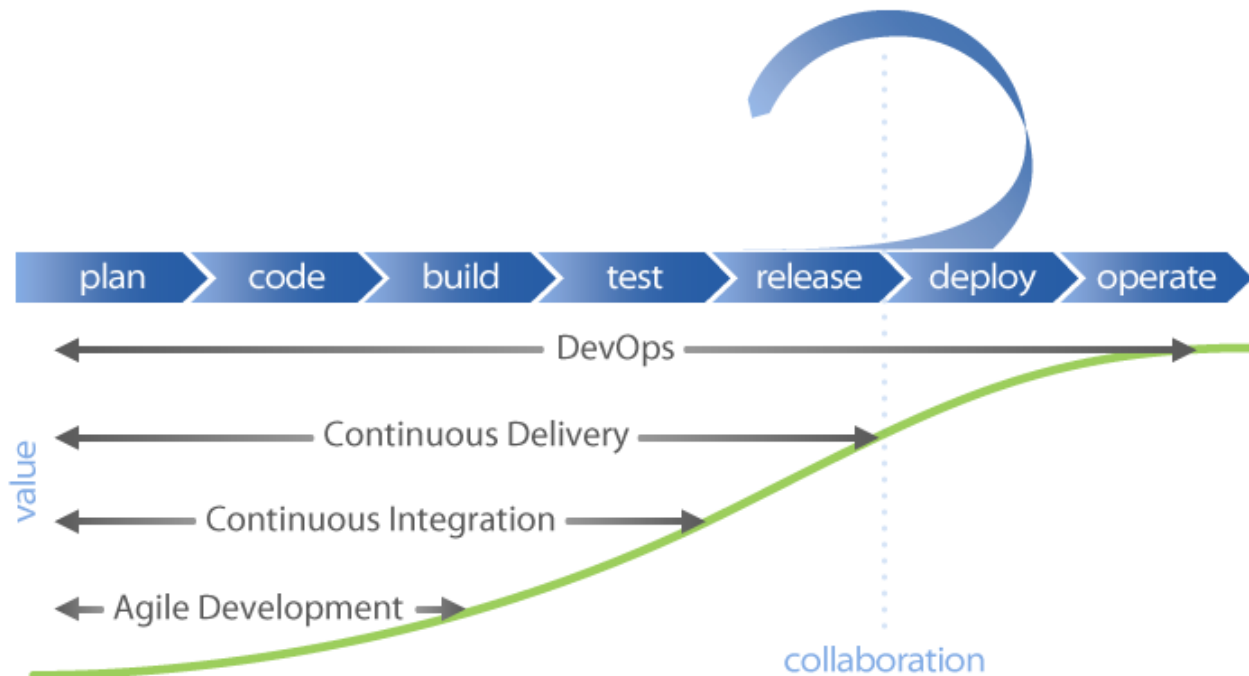 plan code build test release deploy operate
DevOps
Continuous Delivery
value
Continuous Integration
Agile Development
collaboration